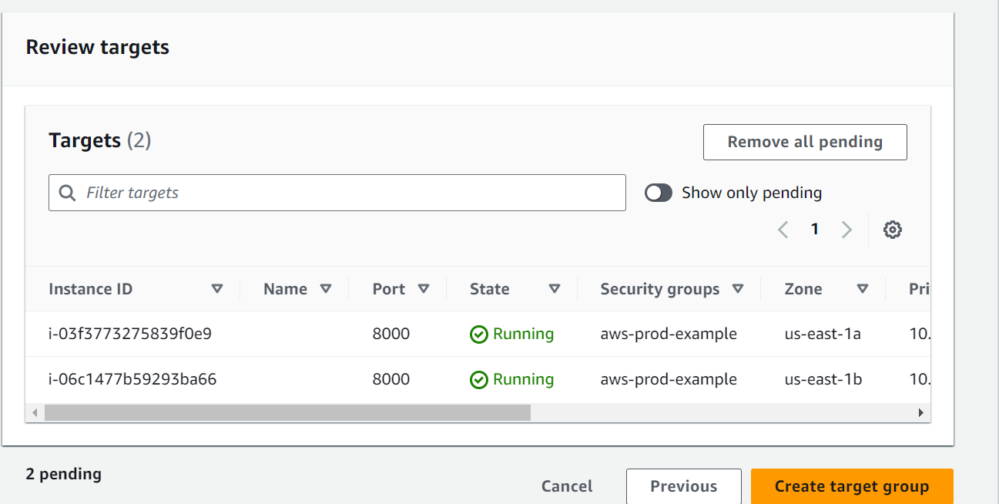 Review targets
Targets (2)
Remove all pending
Filter targets
Show only pending
1
Instance ID Name Port State Security groups Zone Pri
i-03f3773275839f0e9 8000 Running aws-prod-example us-east-1a 10.
i-06c1477b59293ba66 8000 Running aws-prod-example us-east-1b 10.
2 pending
Cancel Previous Create target group